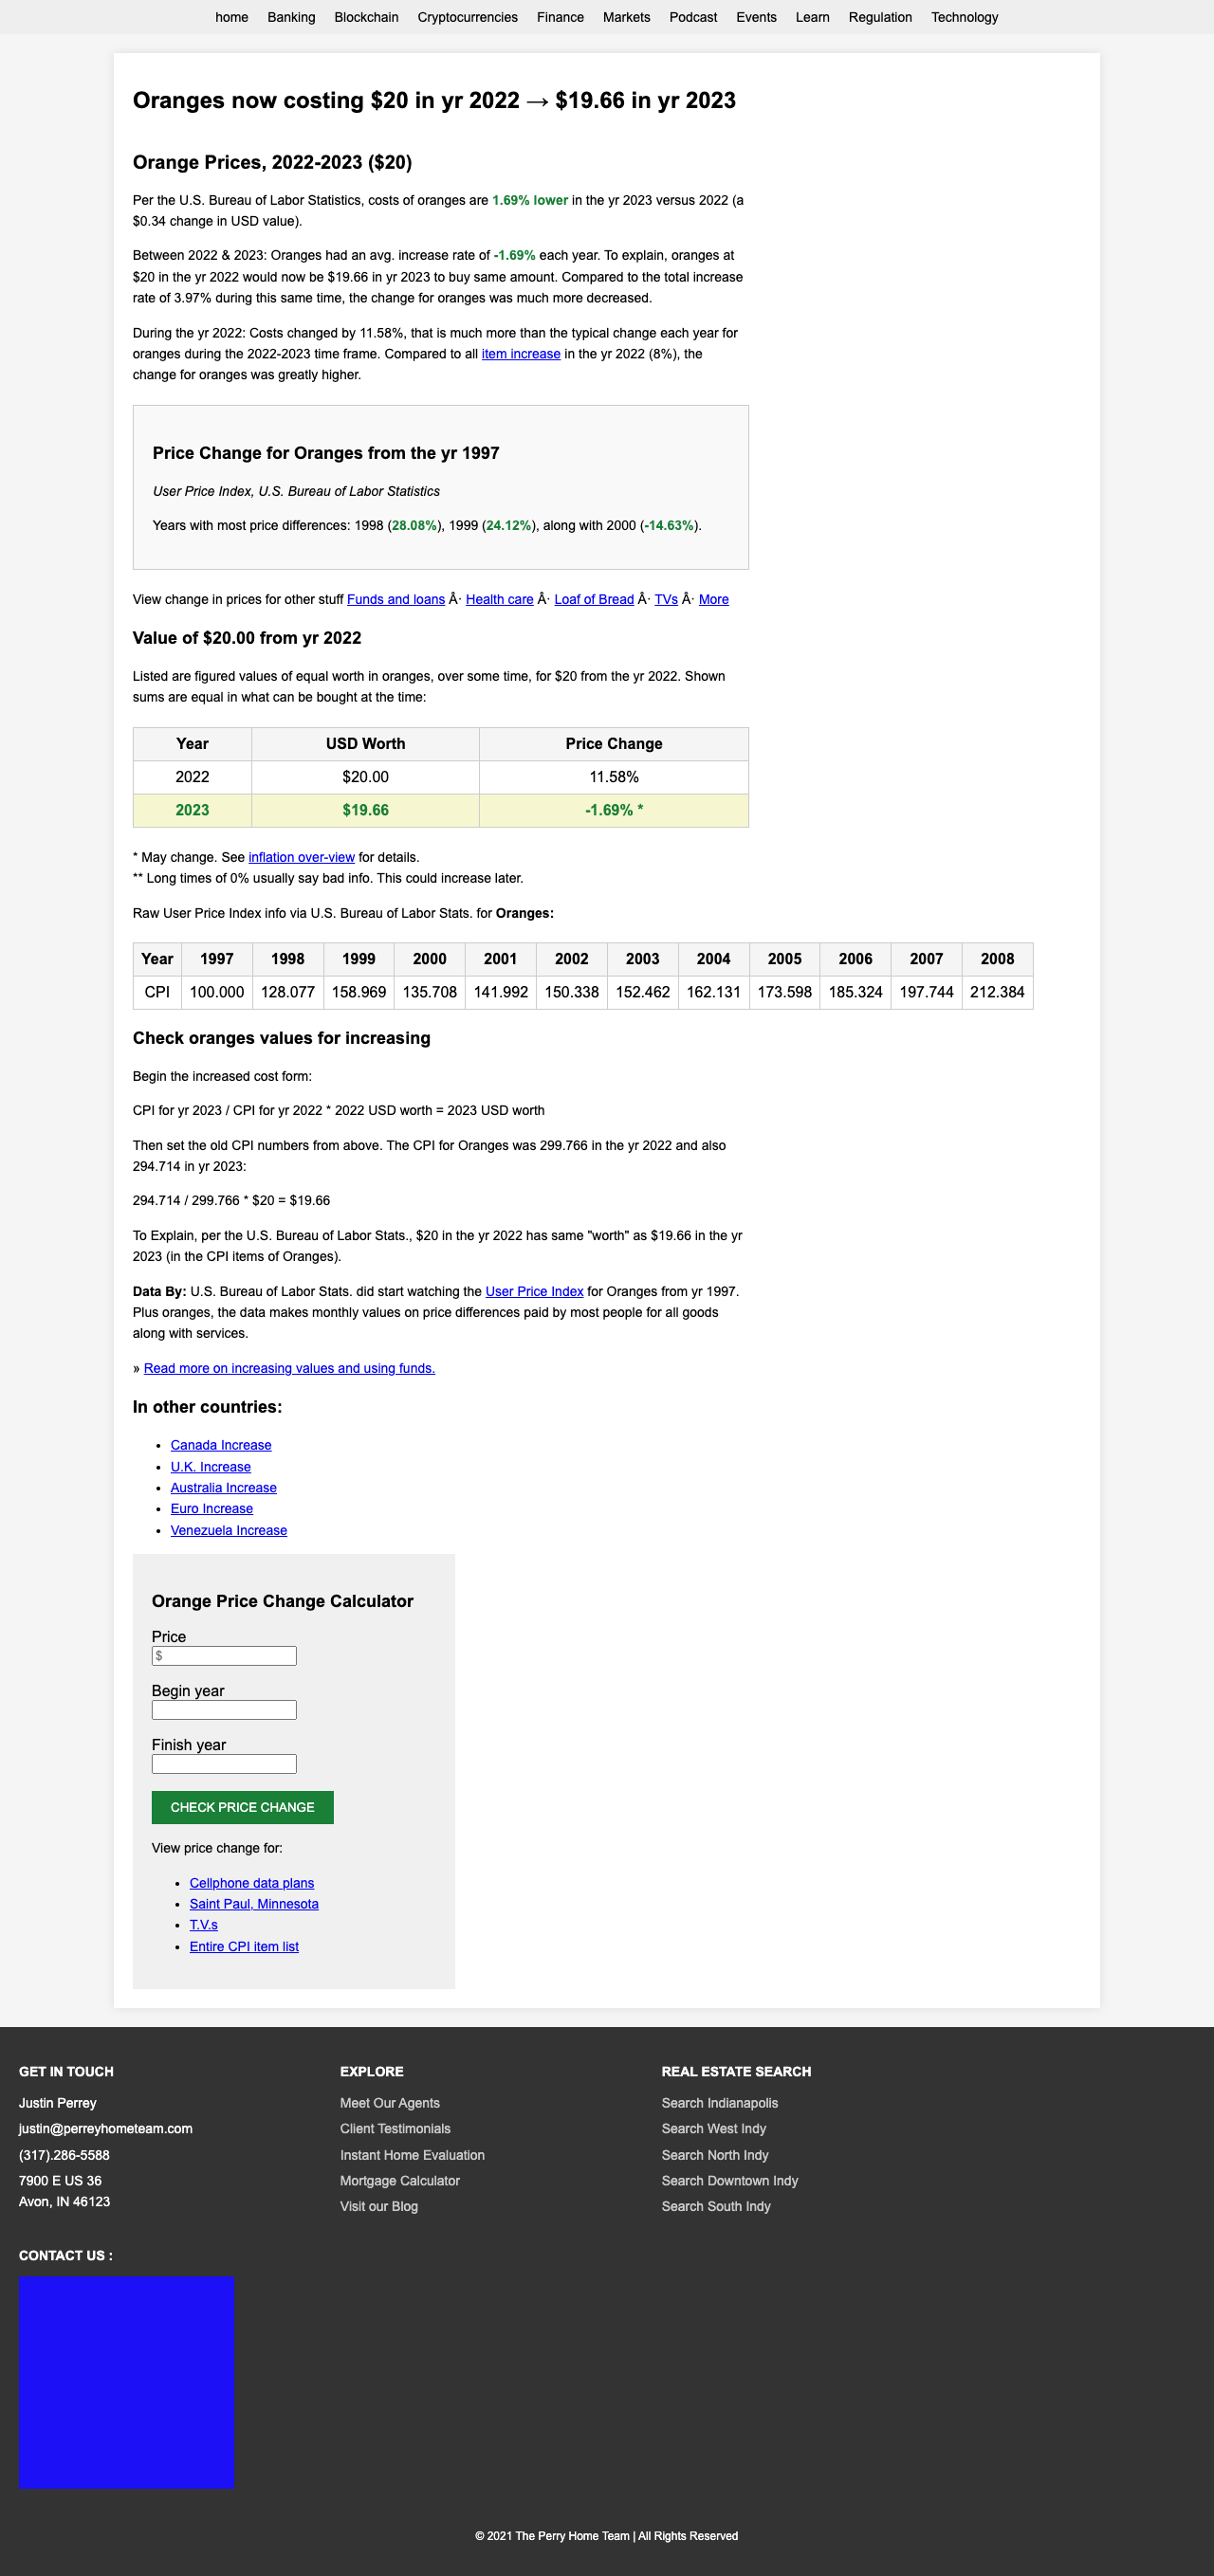 home Banking Blockchain Cryptocurrencies Finance Markets Podcast Events Learn Regulation Technology
Oranges now costing $20 in yr 2022 → $19.66 in yr 2023
Orange Prices, 2022-2023 ($20)
Per the U.S. Bureau of Labor Statistics, costs of oranges are 1.69% lower in the yr 2023 versus 2022 (a
$0.34 change in USD value).
Between 2022 & 2023: Oranges had an avg. increase rate of -1.69% each year. To explain, oranges at
$20 in the yr 2022 would now be $19.66 in yr 2023 to buy same amount. Compared to the total increase
rate of 3.97% during this same time, the change for oranges was much more decreased.
During the yr 2022: Costs changed by 11.58%, that is much more than the typical change each year for
oranges during the 2022-2023 time frame. Compared to all item increase in the yr 2022 (8%), the
change for oranges was greatly higher.
Price Change for Oranges from the yr 1997
User Price Index, U.S. Bureau of Labor Statistics
Years with most price differences: 1998 (28.08%), 1999 (24.12%), along with 2000 (-14.63%).
View change in prices for other stuff Funds and loans Â· Health care Â· Loaf of Bread Â· TVs Â· More
Value of $20.00 from yr 2022
Listed are figured values of equal worth in oranges, over some time, for $20 from the yr 2022. Shown
sums are equal in what can be bought at the time:
Year USD Worth Price Change
2022 $20.00 11.58%
2023 $19.66 -1.69% *
* May change. See inflation over-view for details.
** Long times of 0% usually say bad info. This could increase later.
Raw User Price Index info via U.S. Bureau of Labor Stats. for Oranges:
Year 1997 1998 1999 2000 2001 2002 2003 2004 2005 2006 2007 2008
CPI 100.000 128.077 158.969 135.708 141.992 150.338 152.462 162.131 173.598 185.324 197.744 212.384
Check oranges values for increasing
Begin the increased cost form:
CPI for yr 2023 / CPI for yr 2022 * 2022 USD worth = 2023 USD worth
Then set the old CPI numbers from above. The CPI for Oranges was 299.766 in the yr 2022 and also
294.714 in yr 2023:
294.714 / 299.766 * $20 = $19.66
To Explain, per the U.S. Bureau of Labor Stats., $20 in the yr 2022 has same "worth" as $19.66 in the yr
2023 (in the CPI items of Oranges).
Data By: U.S. Bureau of Labor Stats. did start watching the User Price Index for Oranges from yr 1997.
Plus oranges, the data makes monthly values on price differences paid by most people for all goods
along with services.
» Read more on increasing values and using funds.
In other countries:
• Canada Increase
• U.K. Increase
• Australia Increase
• Euro Increase
• Venezuela Increase
Orange Price Change Calculator
Price
$
Begin year
Finish year
CHECK PRICE CHANGE
View price change for:
• Cellphone data plans
• Saint Paul, Minnesota
• T.V.s
• Entire CPI item list
GET IN TOUCH
Justin Perrey
justin@perreyhometeam.com
(317).286-5588
7900 E US 36
Avon, IN 46123
EXPLORE
Meet Our Agents
Client Testimonials
Instant Home Evaluation
Mortgage Calculator
Visit our Blog
REAL ESTATE SEARCH
Search Indianapolis
Search West Indy
Search North Indy
Search Downtown Indy
Search South Indy
CONTACT US :
© 2021 The Perry Home Team | All Rights Reserved